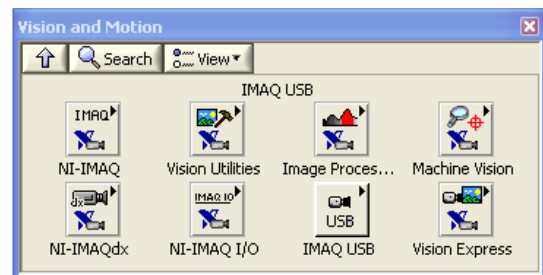 Vision and Motion
Search View
IMAQ USB
IMAQ
NI-IMAQ Vision Utilities Image Proces... Machine Vision
dx IMAQ IO USB
NI-IMAQdx NI-IMAQ I/O IMAQ USB Vision Express